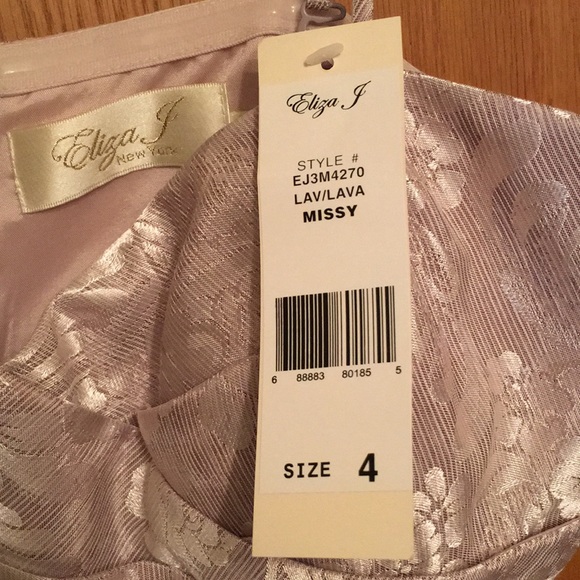 Eliza J
New York
Eliza J
STYLE #
EJ3M4270
LAV/LAVA
MISSY
6 88883 80185 5
SIZE 4